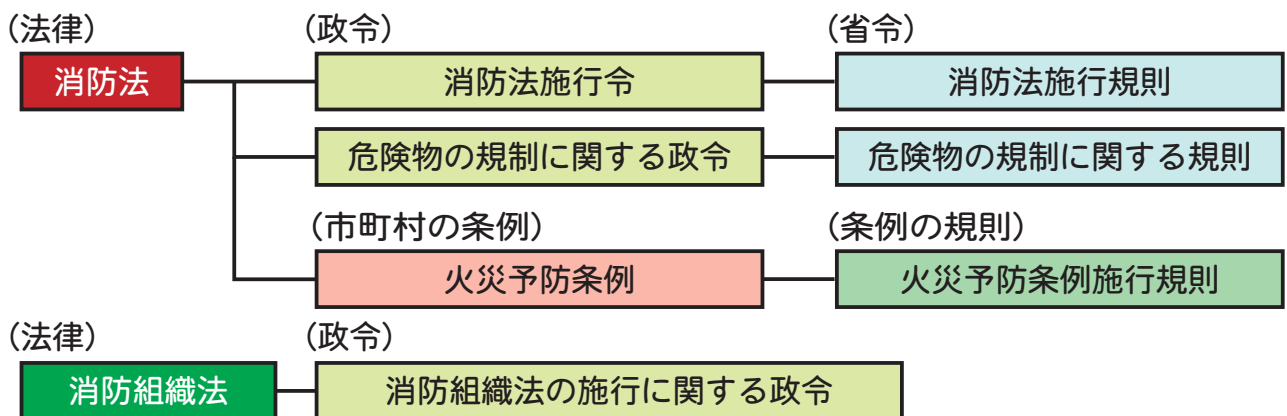 (法律) (政令) (省令)
消防法 消防法施行令 消防法施行規則
危険物の規制に関する政令 危険物の規制に関する規則
(市町村の条例) (条例の規則)
火災予防条例 火災予防条例施行規則
(法律) (政令)
消防組織法 消防組織法の施行に関する政令